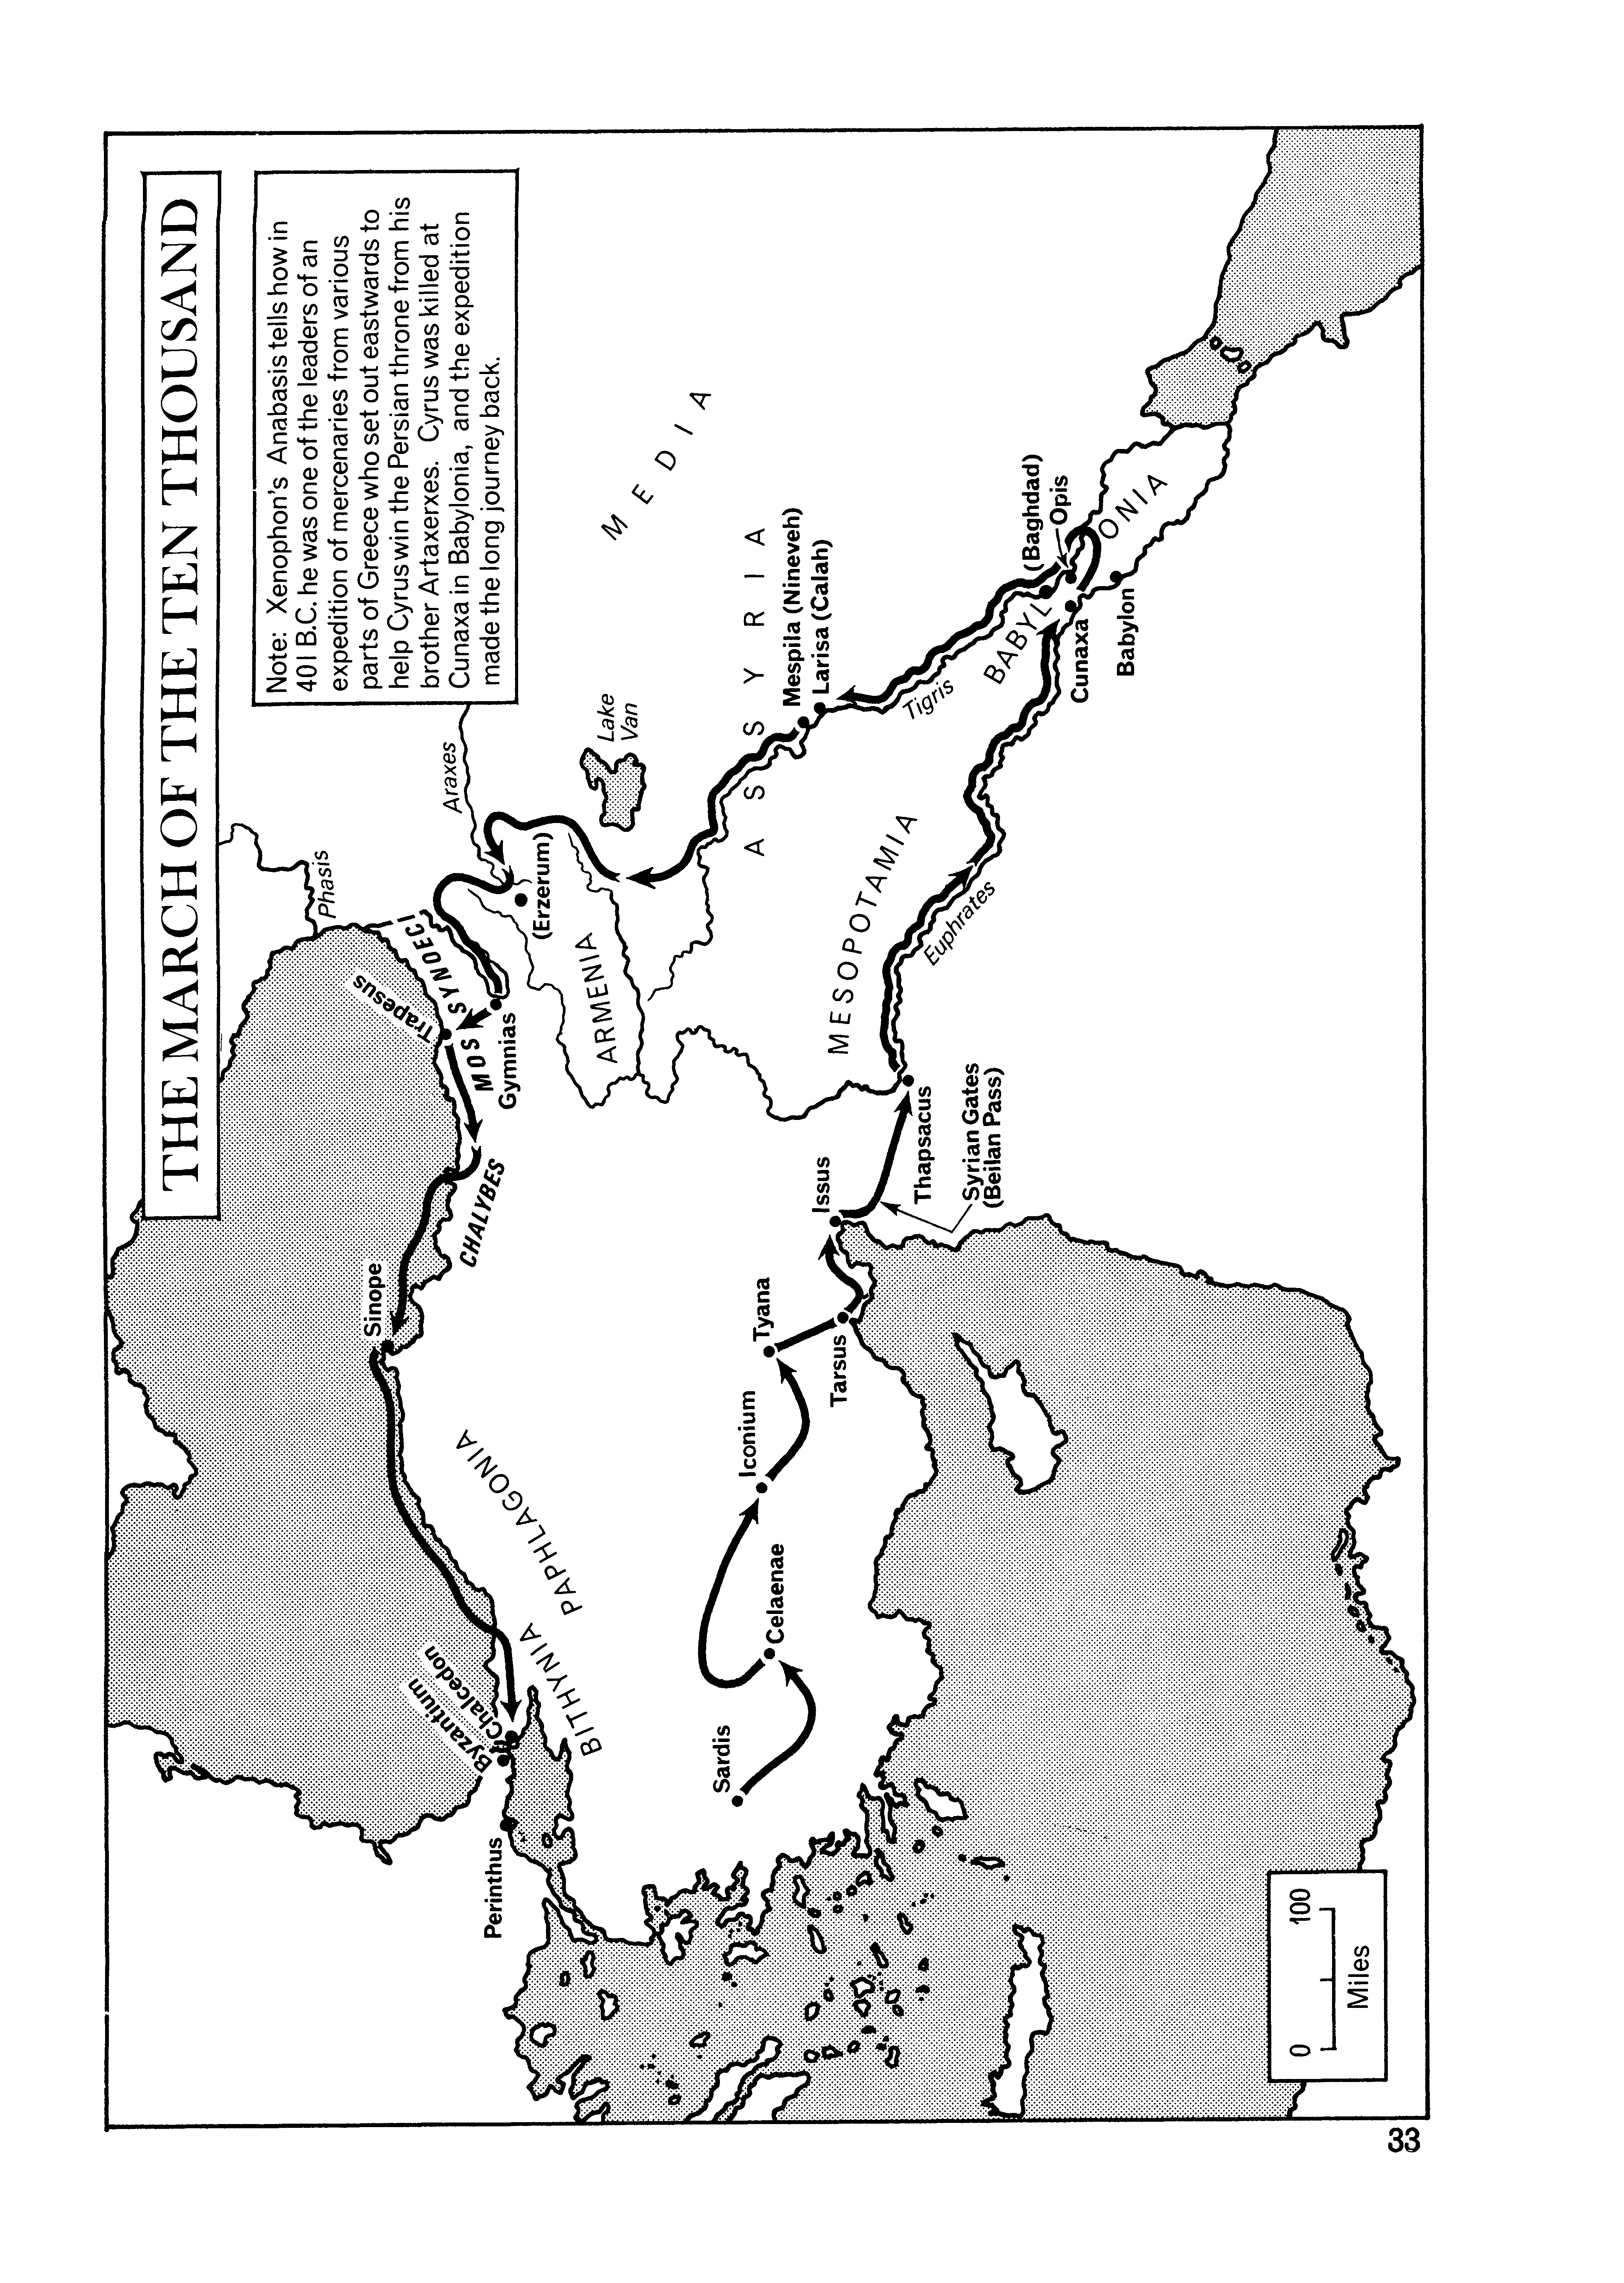 THE MARCH OF THE TEN THOUSAND
Note: Xenophon's Anabasis tells how in
401 B.C. he was one of the leaders of an
expedition of mercenaries from various
parts of Greece who set out eastwards to
help Cyrus win the Persian throne from his
brother Artaxerxes. Cyrus was killed at
Cunaxa in Babylonia, and the expedition
made the long journey back.
Phasis
Araxes
Lake
Van
MEDIA
ASSYRIA
Mespila (Nineveh)
Larisa (Calah)
(Baghdad)
Opis
BABYLONIA
Cunaxa
Babylon
Tigris
Euphrates
MESOPOTAMIA
(Erzerum)
ARMENIA
MOSSYNOECI
Trapesus
Gymnias
CHALYBES
Sinope
Thapsacus
Syrian Gates
(Beilan Pass)
Issus
Tyana
Tarsus
Iconium
Celaenae
Sardis
PAPHLAGONIA
BITHYNIA
Chalcedon
Byzantium
Perinthus
0 100
Miles
33